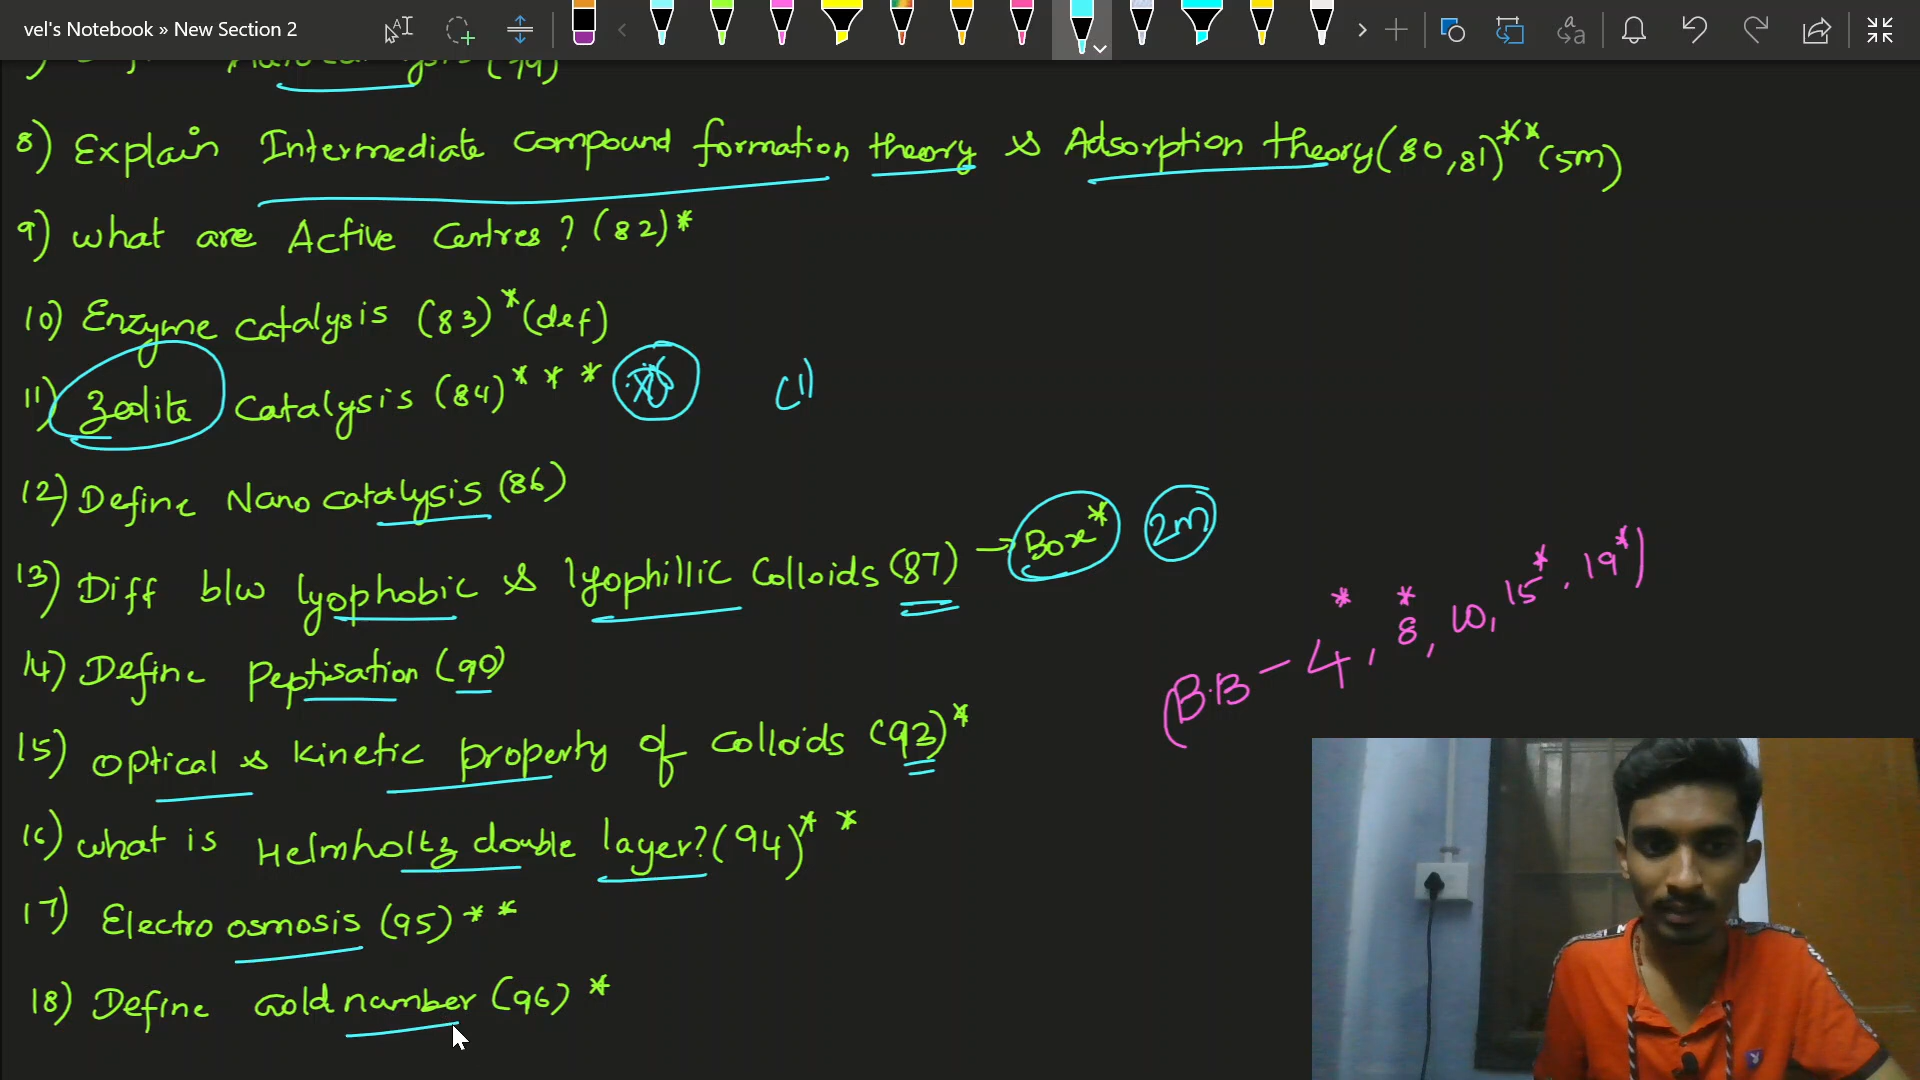 vel's Notebook » New Section 2
(79)
8) Explain Intermediate compound formation theory & Adsorption theory (80,81)** (5m)
9) what are Active Centres? (82)*
10) Enzyme catalysis (83)* (def)
11) Zeolite catalysis (84)***
12) Define Nano catalysis (86)
13) Diff b/w lyophobic & lyophillic colloids (87) → Box* 2m
14) Define Peptisation (90)
(B.B - 4*, 8*, 10, 15*, 19*)
15) Optical & kinetic property of colloids (93)*
16) what is Helmholtz double layer? (94)**
17) Electro osmosis (95)**
18) Define Gold number (96)*